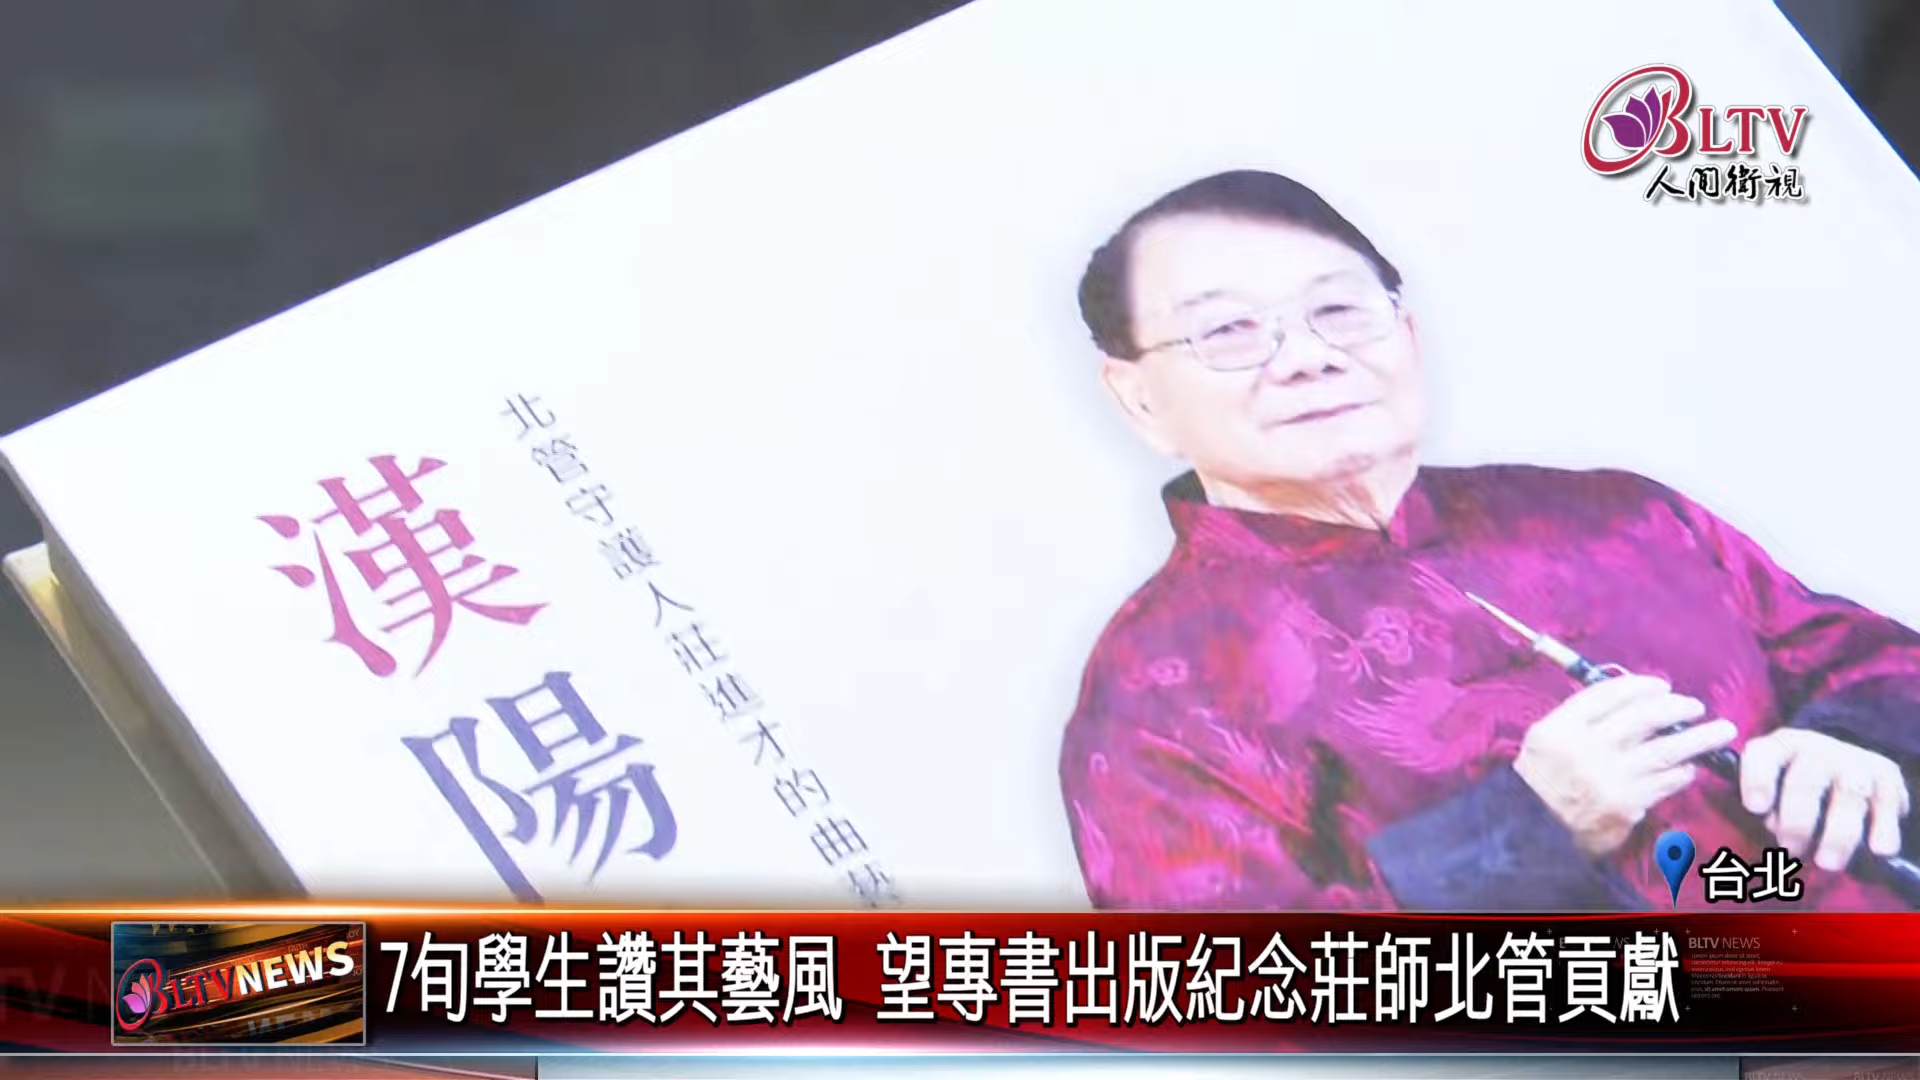 BLTV
人間衛視
北管守護人莊進才的曲藝
漢陽
台北
BLTVNEWS
7旬學生讚其藝風 望專書出版紀念莊師北管貢獻
BLTV NEWS